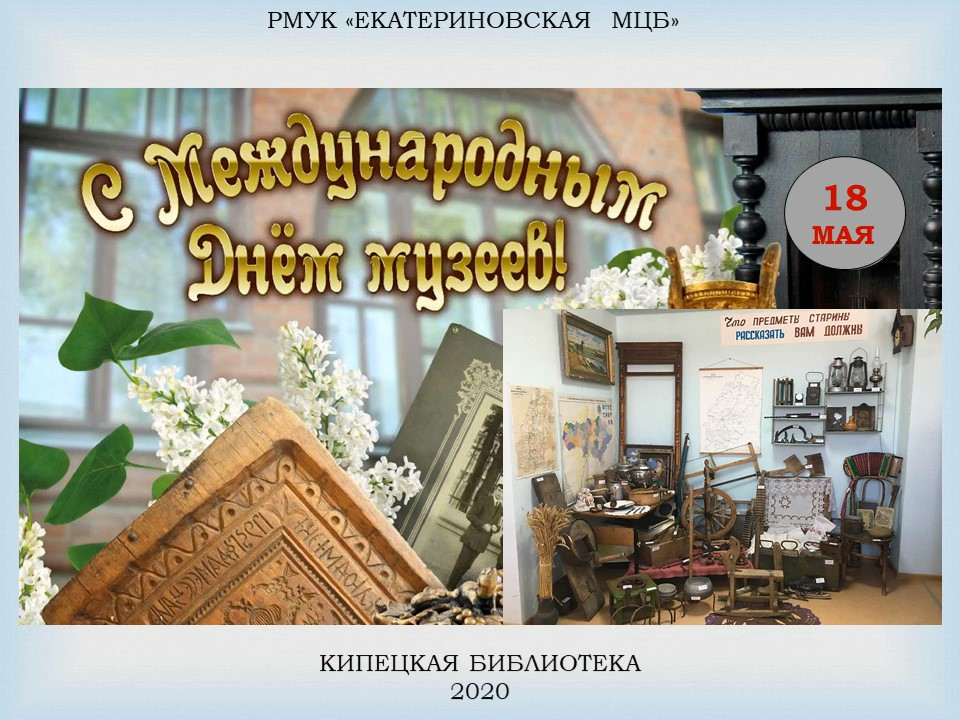 РМУК «ЕКАТЕРИНОВСКАЯ МЦБ»
С Международным
Днём музеев!
18
МАЯ
Что ПРЕДМЕТЫ СТАРИНЫ
РАССКАЗАТЬ ВАМ ДОЛЖНЫ
КИПЕЦКАЯ БИБЛИОТЕКА
2020